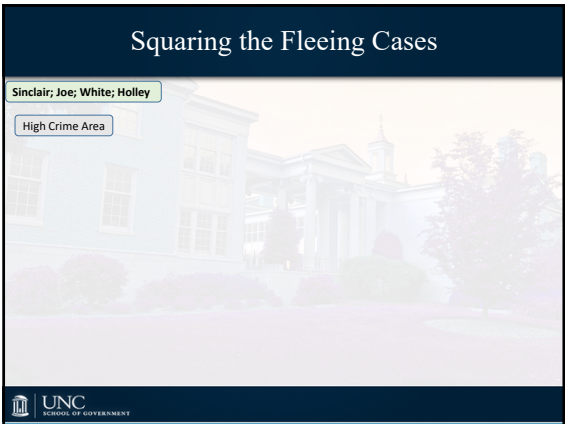 Squaring the Fleeing Cases
Sinclair; Joe; White; Holley
High Crime Area
UNC
SCHOOL OF GOVERNMENT